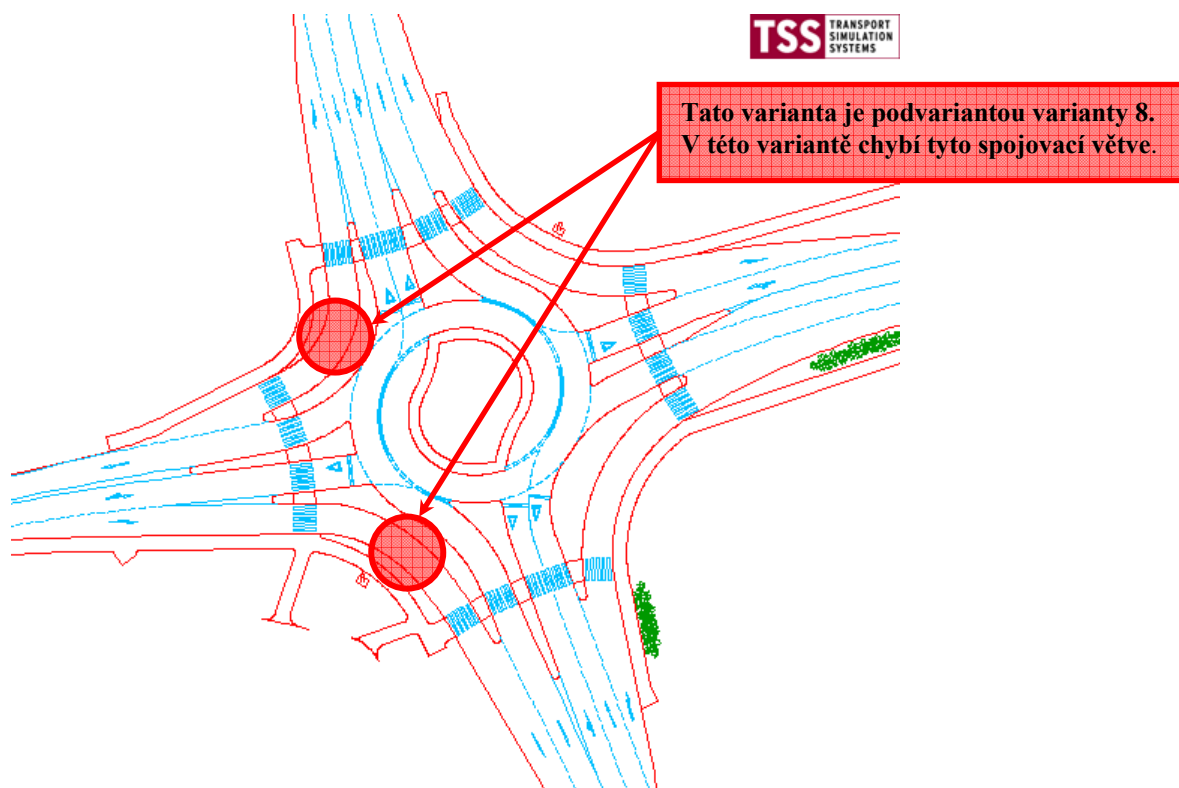 TSS TRANSPORT
SIMULATION
SYSTEMS
Tato varianta je podvariantou varianty 8.
V této variantě chybí tyto spojovací větve.